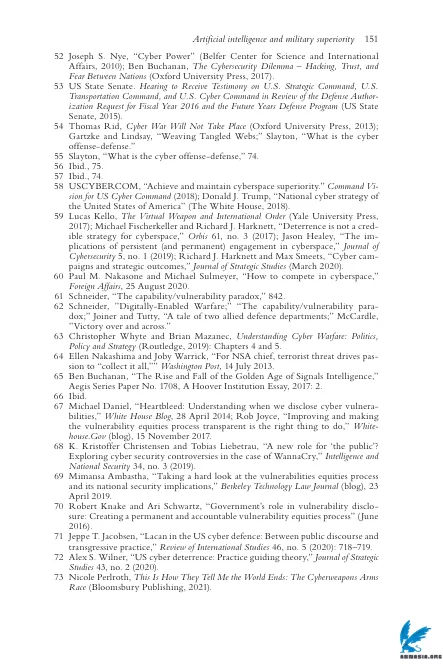 Artificial intelligence and military superiority 151
52 Joseph S. Nye, “Cyber Power” (Belfer Center for Science and International
Affairs, 2010); Ben Buchanan, The Cybersecurity Dilemma – Hacking, Trust, and
Fear Between Nations (Oxford University Press, 2017).
53 US State Senate. Hearing to Receive Testimony on U.S. Strategic Command, U.S.
Transportation Command, and U.S. Cyber Command in Review of the Defense Author-
ization Request for Fiscal Year 2016 and the Future Years Defense Program (US State
Senate, 2015).
54 Thomas Rid, Cyber War Will Not Take Place (Oxford University Press, 2013);
Gartzke and Lindsay, “Weaving Tangled Webs;” Slayton, “What is the cyber
offense-defense.”
55 Slayton, “What is the cyber offense-defense,” 74.
56 Ibid., 75.
57 Ibid., 74.
58 USCYBERCOM, “Achieve and maintain cyberspace superiority.” Command Vi-
sion for US Cyber Command (2018); Donald J. Trump, “National cyber strategy of
the United States of America” (The White House, 2018).
59 Lucas Kello, The Virtual Weapon and International Order (Yale University Press,
2017); Michael Fischerkeller and Richard J. Harknett, “Deterrence is not a cred-
ible strategy for cyberspace,” Orbis 61, no. 3 (2017); Jason Healey, “The im-
plications of persistent (and permanent) engagement in cyberspace,” Journal of
Cybersecurity 5, no. 1 (2019); Richard J. Harknett and Max Smeets, “Cyber cam-
paigns and strategic outcomes,” Journal of Strategic Studies (March 2020).
60 Paul M. Nakasone and Michael Sulmeyer, “How to compete in cyberspace,”
Foreign Affairs, 25 August 2020.
61 Schneider, “The capability/vulnerability paradox,” 842.
62 Schneider, ”Digitally-Enabled Warfare;” “The capability/vulnerability para-
dox;” Joiner and Tutty, “A tale of two allied defence departments;” McCardle,
”Victory over and across.”
63 Christopher Whyte and Brian Mazanec, Understanding Cyber Warfare: Politics,
Policy and Strategy (Routledge, 2019): Chapters 4 and 5.
64 Ellen Nakashima and Joby Warrick, “For NSA chief, terrorist threat drives pas-
sion to “collect it all,”” Washington Post, 14 July 2013.
65 Ben Buchanan, “The Rise and Fall of the Golden Age of Signals Intelligence,”
Aegis Series Paper No. 1708, A Hoover Institution Essay, 2017: 2.
66 Ibid.
67 Michael Daniel, “Heartbleed: Understanding when we disclose cyber vulnera-
bilities,” White House Blog, 28 April 2014; Rob Joyce, “Improving and making
the vulnerability equities process transparent is the right thing to do,” White-
house.Gov (blog), 15 November 2017.
68 K. Kristoffer Christensen and Tobias Liebetrau, “A new role for ‘the public’?
Exploring cyber security controversies in the case of WannaCry,” Intelligence and
National Security 34, no. 3 (2019).
69 Mimansa Ambastha, “Taking a hard look at the vulnerabilities equities process
and its national security implications,” Berkeley Technology Law Journal (blog), 23
April 2019.
70 Robert Knake and Ari Schwartz, “Government’s role in vulnerability disclo-
sure: Creating a permanent and accountable vulnerability equities process” (June
2016).
71 Jeppe T. Jacobsen, “Lacan in the US cyber defence: Between public discourse and
transgressive practice,” Review of International Studies 46, no. 5 (2020): 718–719.
72 Alex S. Wilner, “US cyber deterrence: Practice guiding theory,” Journal of Strategic
Studies 43, no. 2 (2020).
73 Nicole Perlroth, This Is How They Tell Me the World Ends: The Cyberweapons Arms
Race (Bloomsbury Publishing, 2021).